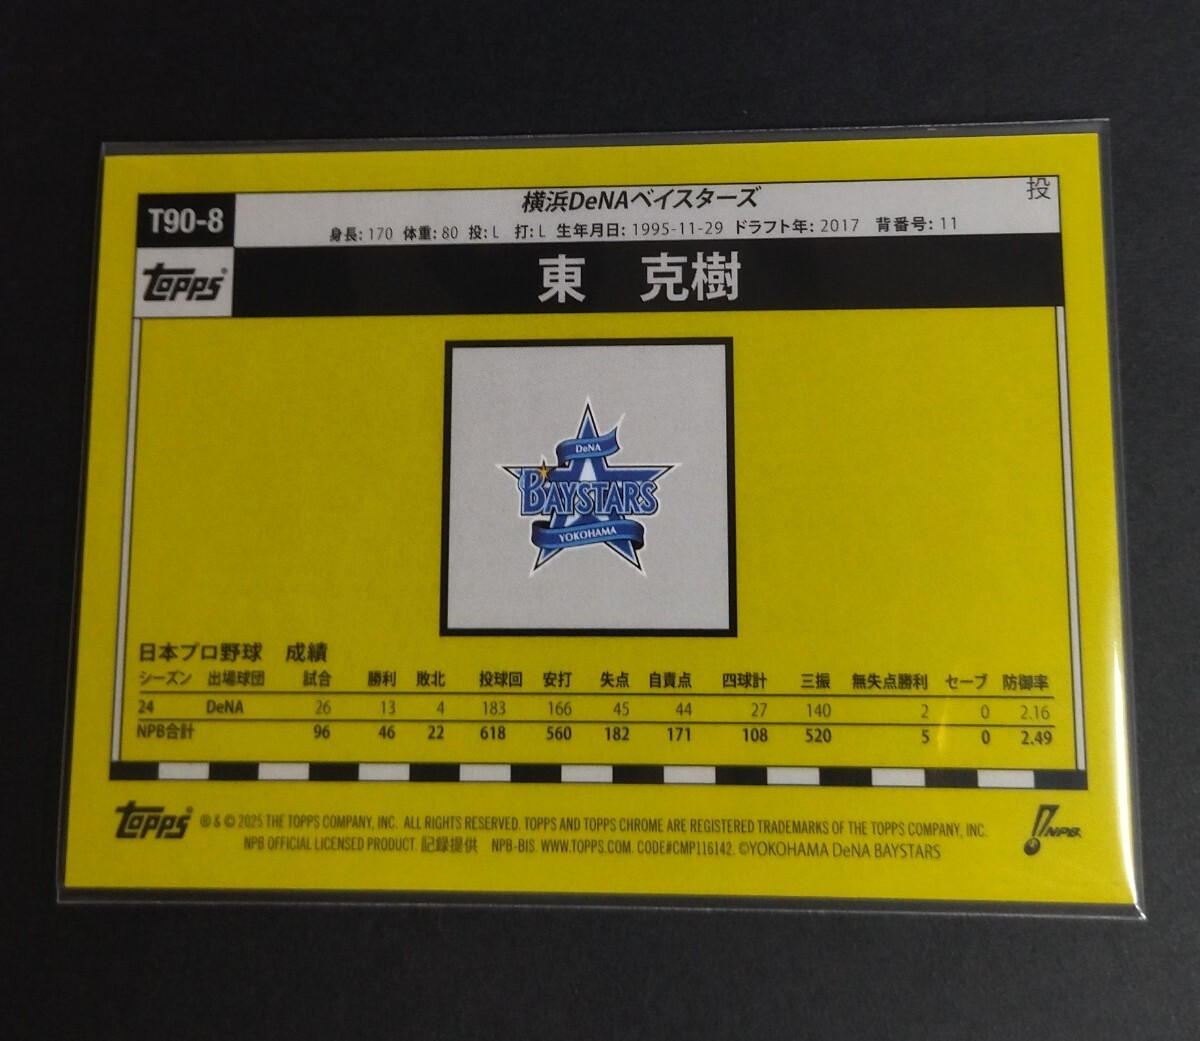 T90-8
横浜DeNAベイスターズ
投
身長: 170 体重: 80 投: L 打: L 生年月日: 1995-11-29 ドラフト年: 2017 背番号: 11
topps®
東 克樹
DeNA
BAYSTARS
YOKOHAMA
日本プロ野球 成績
シーズン 出場球団 試合 勝利 敗北 投球回 安打 失点 自責点 四球計 三振 無失点勝利 セーブ 防御率
24 DeNA 26 13 4 183 166 45 44 27 140 2 0 2.16
NPB合計 96 46 22 618 560 182 171 108 520 5 0 2.49
topps® ® & © 2025 THE TOPPS COMPANY, INC. ALL RIGHTS RESERVED. TOPPS AND TOPPS CHROME ARE REGISTERED TRADEMARKS OF THE TOPPS COMPANY, INC.
NPB OFFICIAL LICENSED PRODUCT. 記録提供 NPB-BIS. WWW.TOPPS.COM. CODE#CMP116142. ©YOKOHAMA DeNA BAYSTARS
NPB